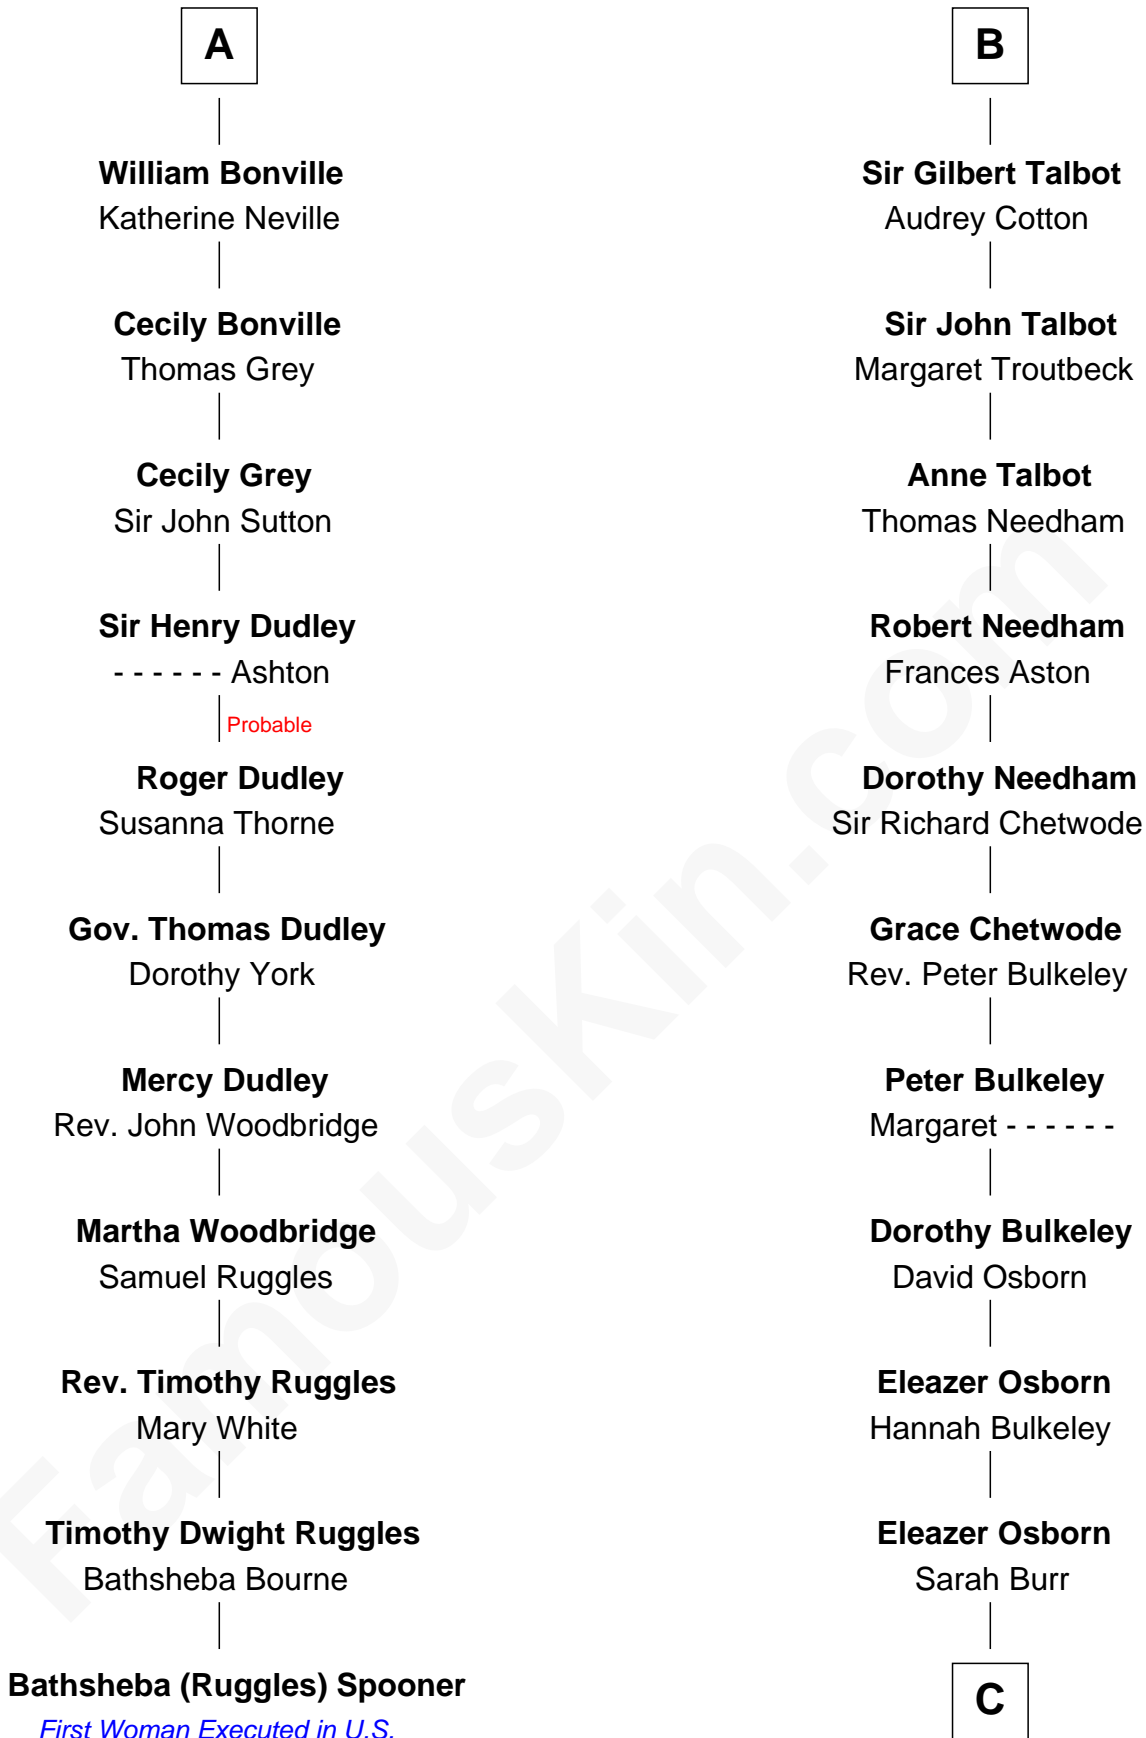 A
William Bonville
Katherine Neville
Cecily Bonville
Thomas Grey
Cecily Grey
Sir John Sutton
Sir Henry Dudley
- - - - - - Ashton
Probable
Roger Dudley
Susanna Thorne
Gov. Thomas Dudley
Dorothy York
Mercy Dudley
Rev. John Woodbridge
Martha Woodbridge
Samuel Ruggles
Rev. Timothy Ruggles
Mary White
Timothy Dwight Ruggles
Bathsheba Bourne
Bathsheba (Ruggles) Spooner
First Woman Executed in U.S.
B
Sir Gilbert Talbot
Audrey Cotton
Sir John Talbot
Margaret Troutbeck
Anne Talbot
Thomas Needham
Robert Needham
Frances Aston
Dorothy Needham
Sir Richard Chetwode
Grace Chetwode
Rev. Peter Bulkeley
Peter Bulkeley
Margaret - - - - - -
Dorothy Bulkeley
David Osborn
Eleazer Osborn
Hannah Bulkeley
Eleazer Osborn
Sarah Burr
C
FamousKin.com